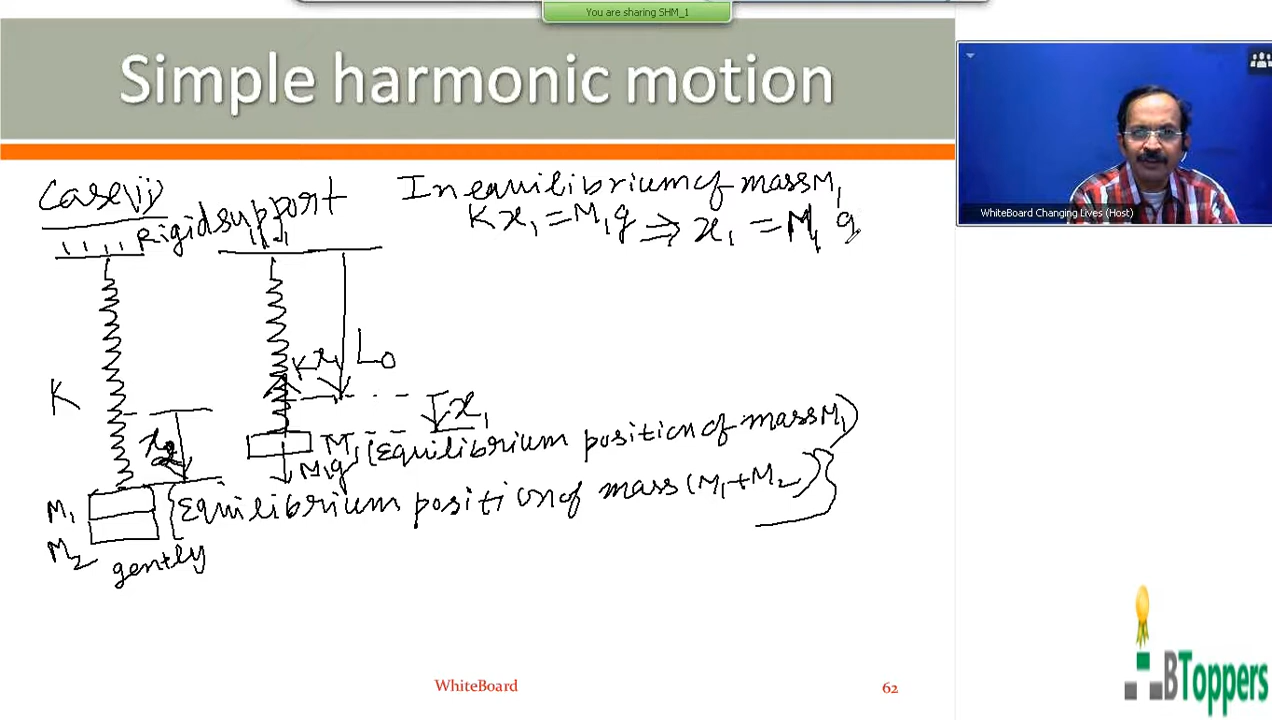 You are sharing SHM_1
Simple harmonic motion
WhiteBoard Changing Lives (Host)
Case(ii)
Rigid support
In equilibrium of mass M₁
Kx₁ = M₁g ⇒ x₁ = M₁g
K
Kx₁
L₀
x₁
x₂
M₁ (Equilibrium position of mass M₁)
M₁g
M₁
{Equilibrium position of mass (M₁+M₂)}
M₂
gently
WhiteBoard
62
BToppers